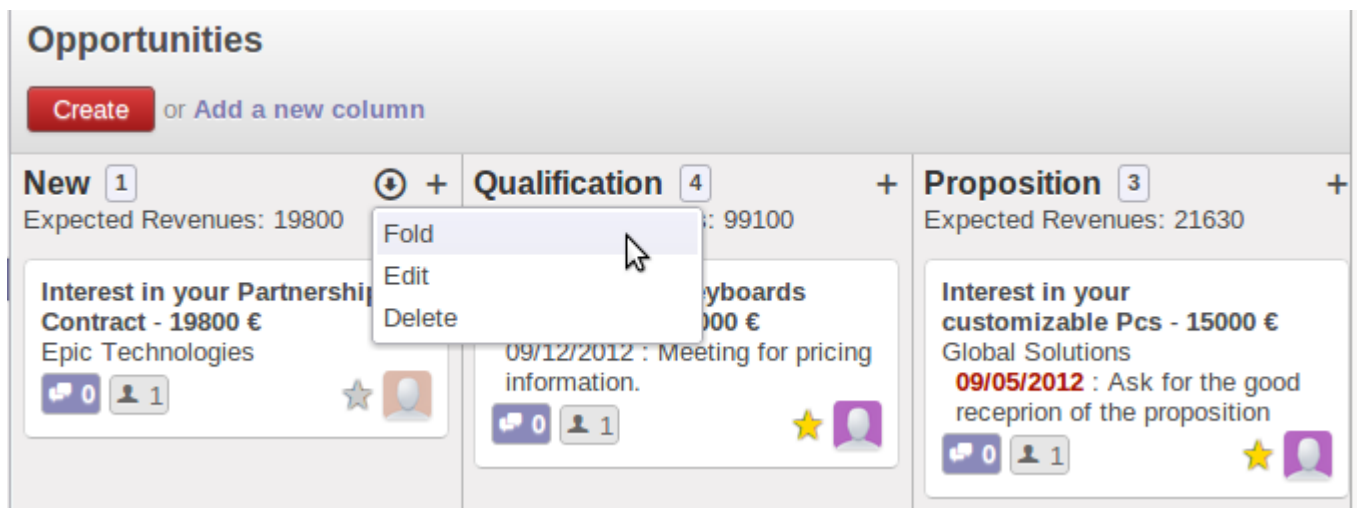 Opportunities
Create or Add a new column
New 1 +
Expected Revenues: 19800
Fold
Edit
Delete
Interest in your Partnership
Contract - 19800 €
Epic Technologies
0 1
Qualification 4 +
: 99100
09/12/2012 : Meeting for pricing
information.
0 1
Proposition 3 +
Expected Revenues: 21630
Interest in your
customizable Pcs - 15000 €
Global Solutions
09/05/2012 : Ask for the good
receprion of the proposition
0 1